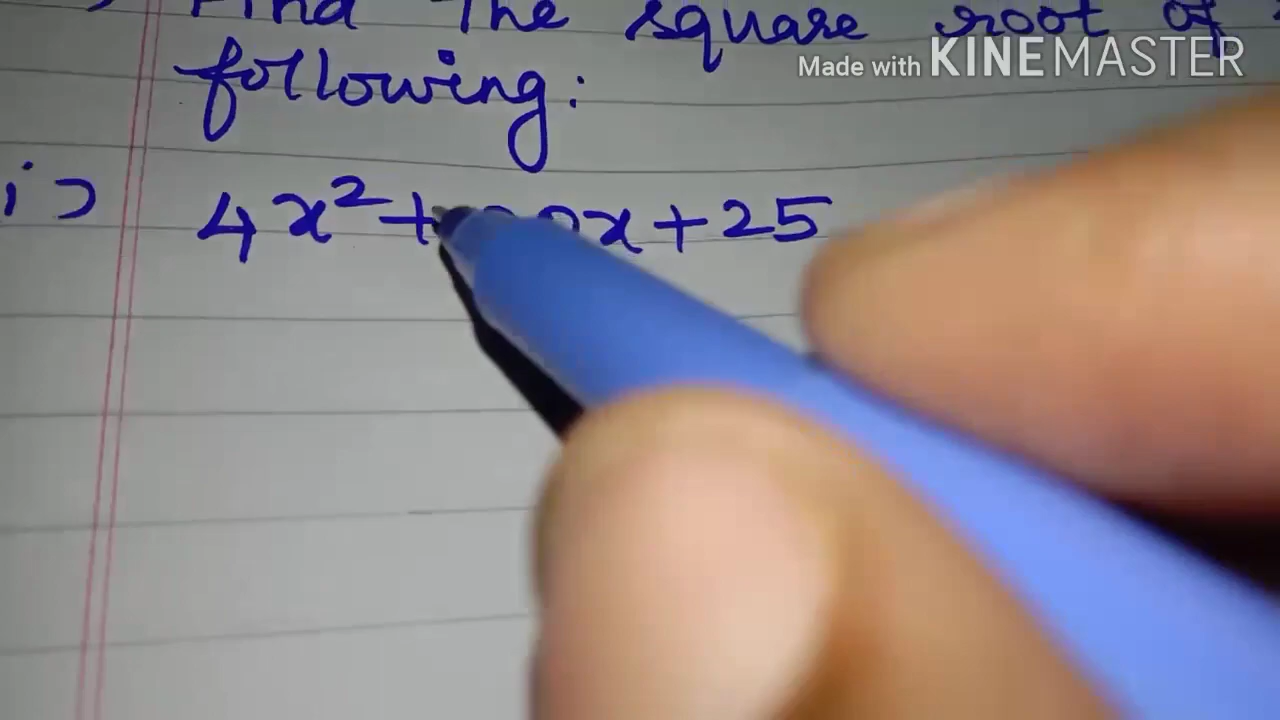 Find the square root of
following:
Made with KINEMASTER
i) 4x² + x + 25